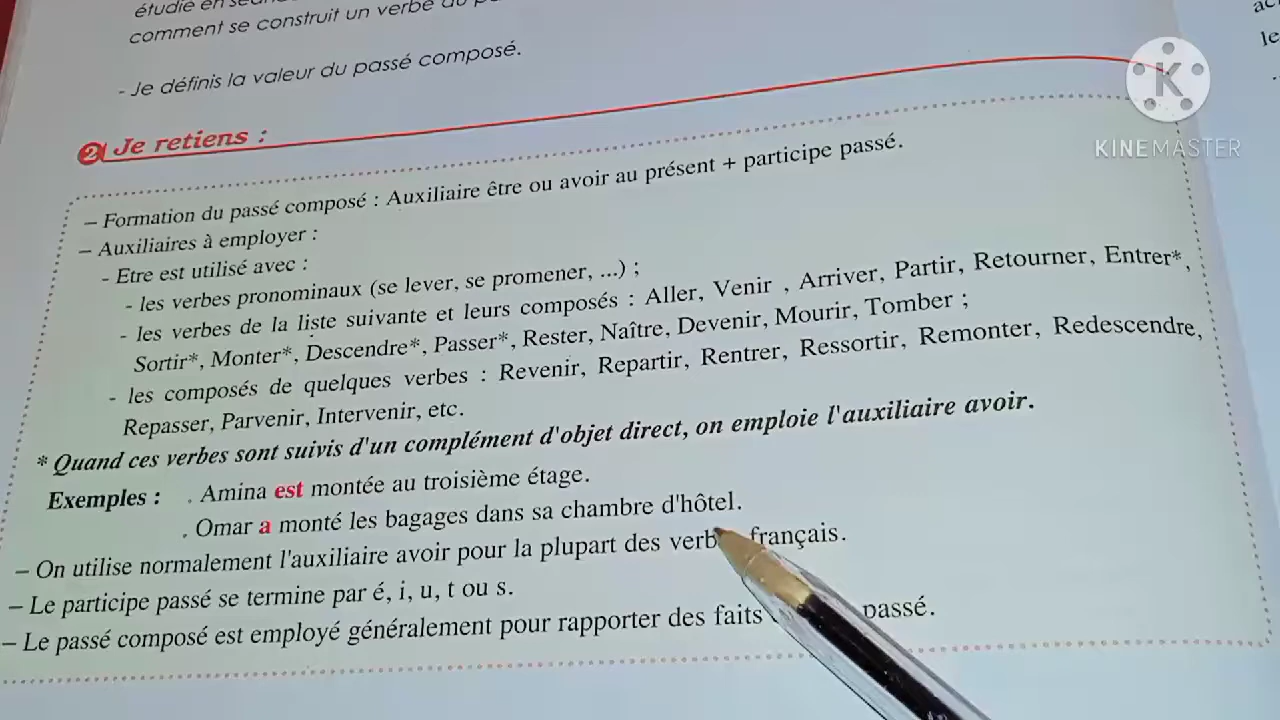 étudié en
comment se construit un verbe au
- Je définis la valeur du passé composé.
2 Je retiens :
– Formation du passé composé : Auxiliaire être ou avoir au présent + participe passé.
– Auxiliaires à employer :
- Etre est utilisé avec :
- les verbes pronominaux (se lever, se promener, ...) ;
- les verbes de la liste suivante et leurs composés : Aller, Venir , Arriver, Partir, Retourner, Entrer*,
Sortir*, Monter*, Descendre*, Passer*, Rester, Naître, Devenir, Mourir, Tomber ;
- les composés de quelques verbes : Revenir, Repartir, Rentrer, Ressortir, Remonter, Redescendre,
Repasser, Parvenir, Intervenir, etc.
* Quand ces verbes sont suivis d'un complément d'objet direct, on emploie l'auxiliaire avoir.
Exemples : . Amina est montée au troisième étage.
. Omar a monté les bagages dans sa chambre d'hôtel.
– On utilise normalement l'auxiliaire avoir pour la plupart des verb français.
– Le participe passé se termine par é, i, u, t ou s.
– Le passé composé est employé généralement pour rapporter des faits passé.
le
K
KINEMASTER